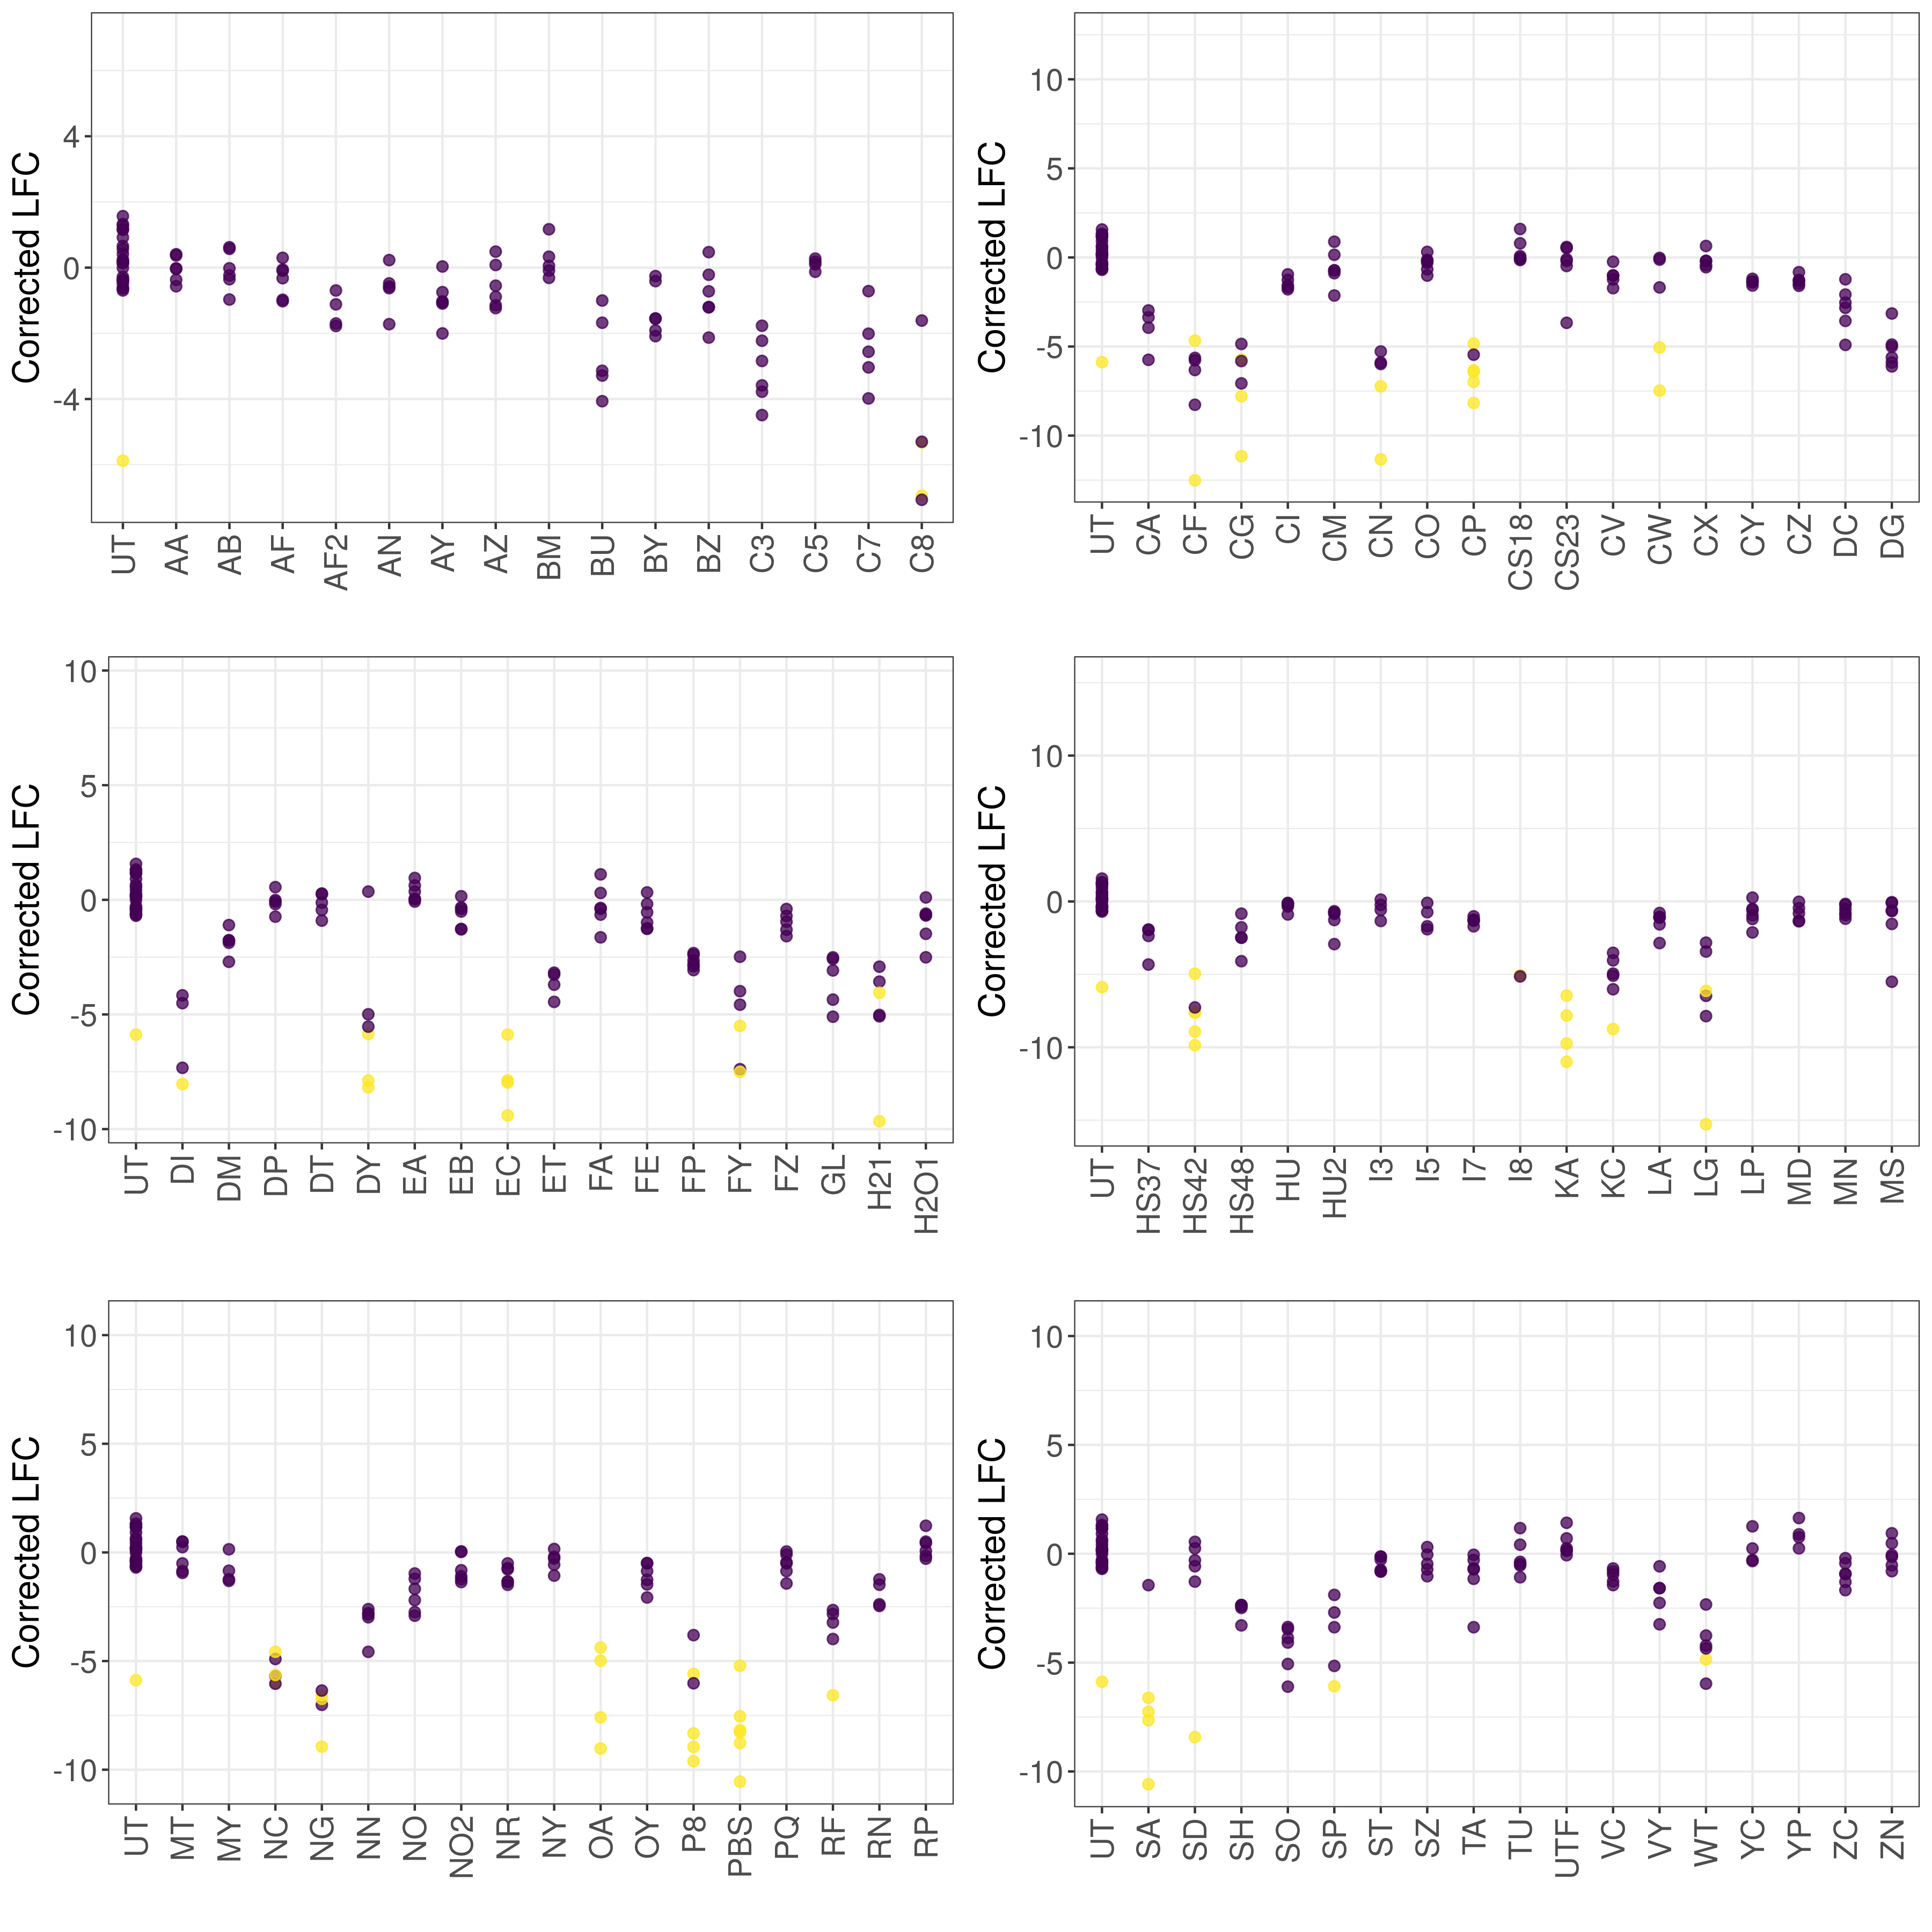 Corrected LFC
4
0
-4
UT AA AB AF AF2 AN AY AZ BM BU BY BZ C3 C5 C7 C8
Corrected LFC
10
5
0
-5
-10
UT CA CF CG CI CM CN CO CP CS18 CS23 CV CW CX CY CZ DC DG
Corrected LFC
10
5
0
-5
-10
UT DI DM DP DT DY EA EB EC ET FA FE FP FY FZ GL H21 H2O1
Corrected LFC
10
0
-10
UT HS37 HS42 HS48 HU HU2 I3 I5 I7 I8 KA KC LA LG LP MD MN MS
Corrected LFC
10
5
0
-5
-10
UT MT MY NC NG NN NO NO2 NR NY OA OY P8 PBS PQ RF RN RP
Corrected LFC
10
5
0
-5
-10
UT SA SD SH SO SP ST SZ TA TU UTF VC VY WT YC YP ZC ZN